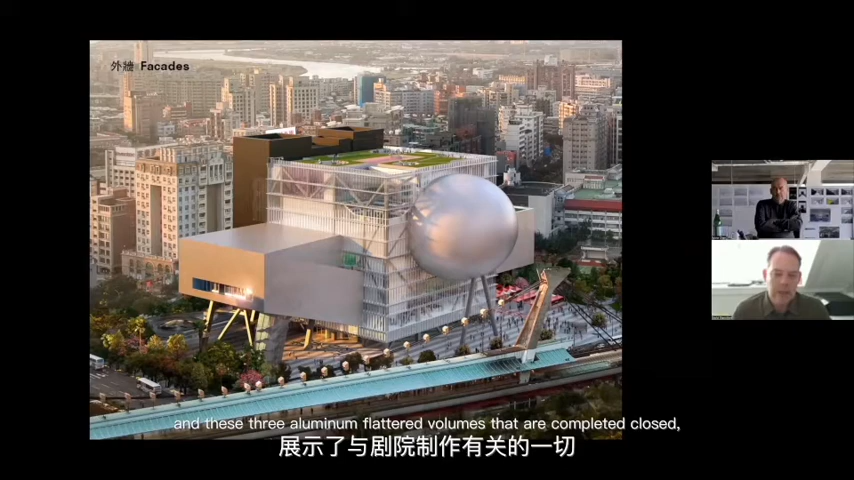 外牆 Facades
and these three aluminum flattered volumes that are completed closed,
展示了与剧院制作有关的一切